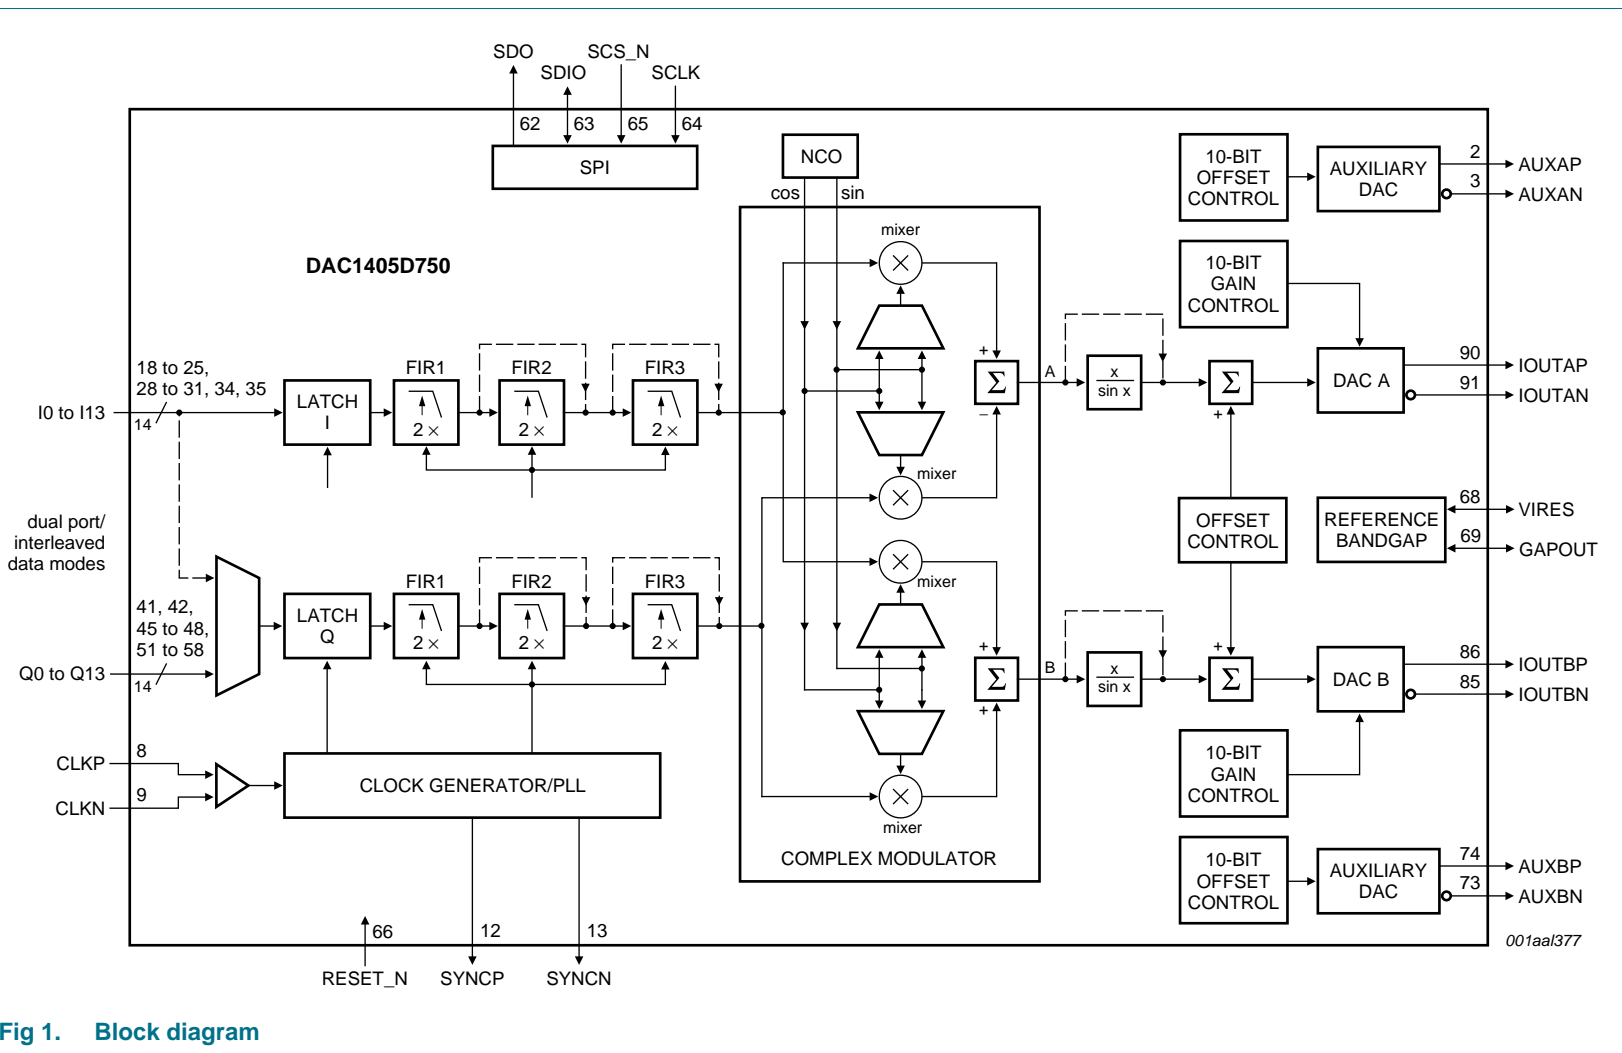 SDO
SDIO
SCS_N
SCLK
62
63
65
64
SPI
NCO
cos
sin
10-BIT
OFFSET
CONTROL
AUXILIARY
DAC
2
AUXAP
3
AUXAN
DAC1405D750
mixer
10-BIT
GAIN
CONTROL
18 to 25,
28 to 31, 34, 35
I0 to I13
14
LATCH
I
FIR1
2 ×
FIR2
2 ×
FIR3
2 ×
+
Σ
−
A
x
sin x
Σ
+
DAC A
90
IOUTAP
91
IOUTAN
mixer
dual port/
interleaved
data modes
OFFSET
CONTROL
REFERENCE
BANDGAP
68
VIRES
69
GAPOUT
mixer
41, 42,
45 to 48,
51 to 58
Q0 to Q13
14
LATCH
Q
FIR1
2 ×
FIR2
2 ×
FIR3
2 ×
+
Σ
+
B
x
sin x
+
Σ
DAC B
86
IOUTBP
85
IOUTBN
CLKP
8
CLKN
9
CLOCK GENERATOR/PLL
mixer
COMPLEX MODULATOR
10-BIT
GAIN
CONTROL
10-BIT
OFFSET
CONTROL
AUXILIARY
DAC
74
AUXBP
73
AUXBN
66
RESET_N
12
SYNCP
13
SYNCN
001aal377
Fig 1. Block diagram